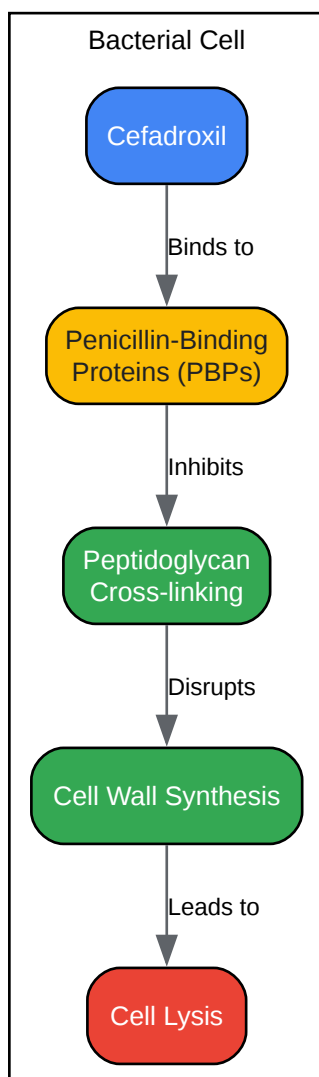 Bacterial Cell
Cefadroxil
Binds to
Penicillin-Binding
Proteins (PBPs)
Inhibits
Peptidoglycan
Cross-linking
Disrupts
Cell Wall Synthesis
Leads to
Cell Lysis